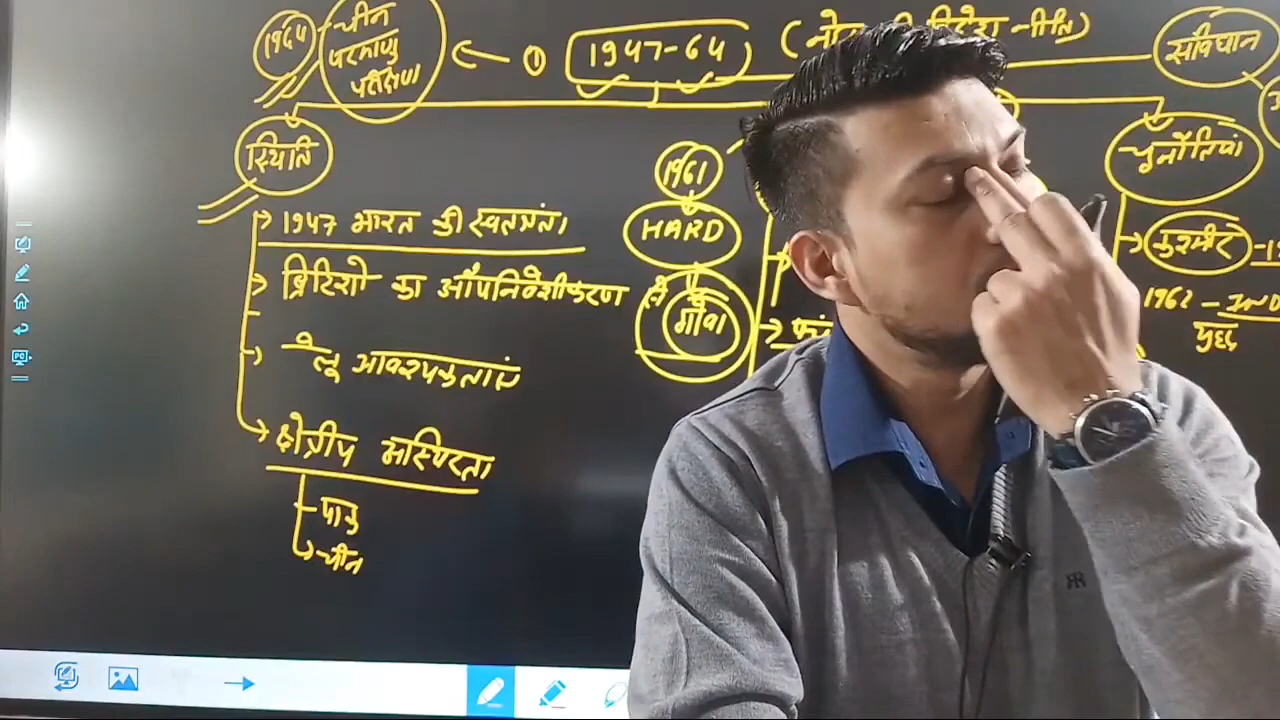 1964
चीन
परमाणु
परीक्षण
① 1947-64
संविधान
स्थिति
1961
चुनौतियां
1947 भारत की स्वतंत्रता
HARD
कश्मीर
ब्रिटिशो का औपनिवेशीकरण
गोवा
1962 -
युद्ध
आवश्यकताएं
क्षेत्रीय अस्थिरता
पाक
चीन